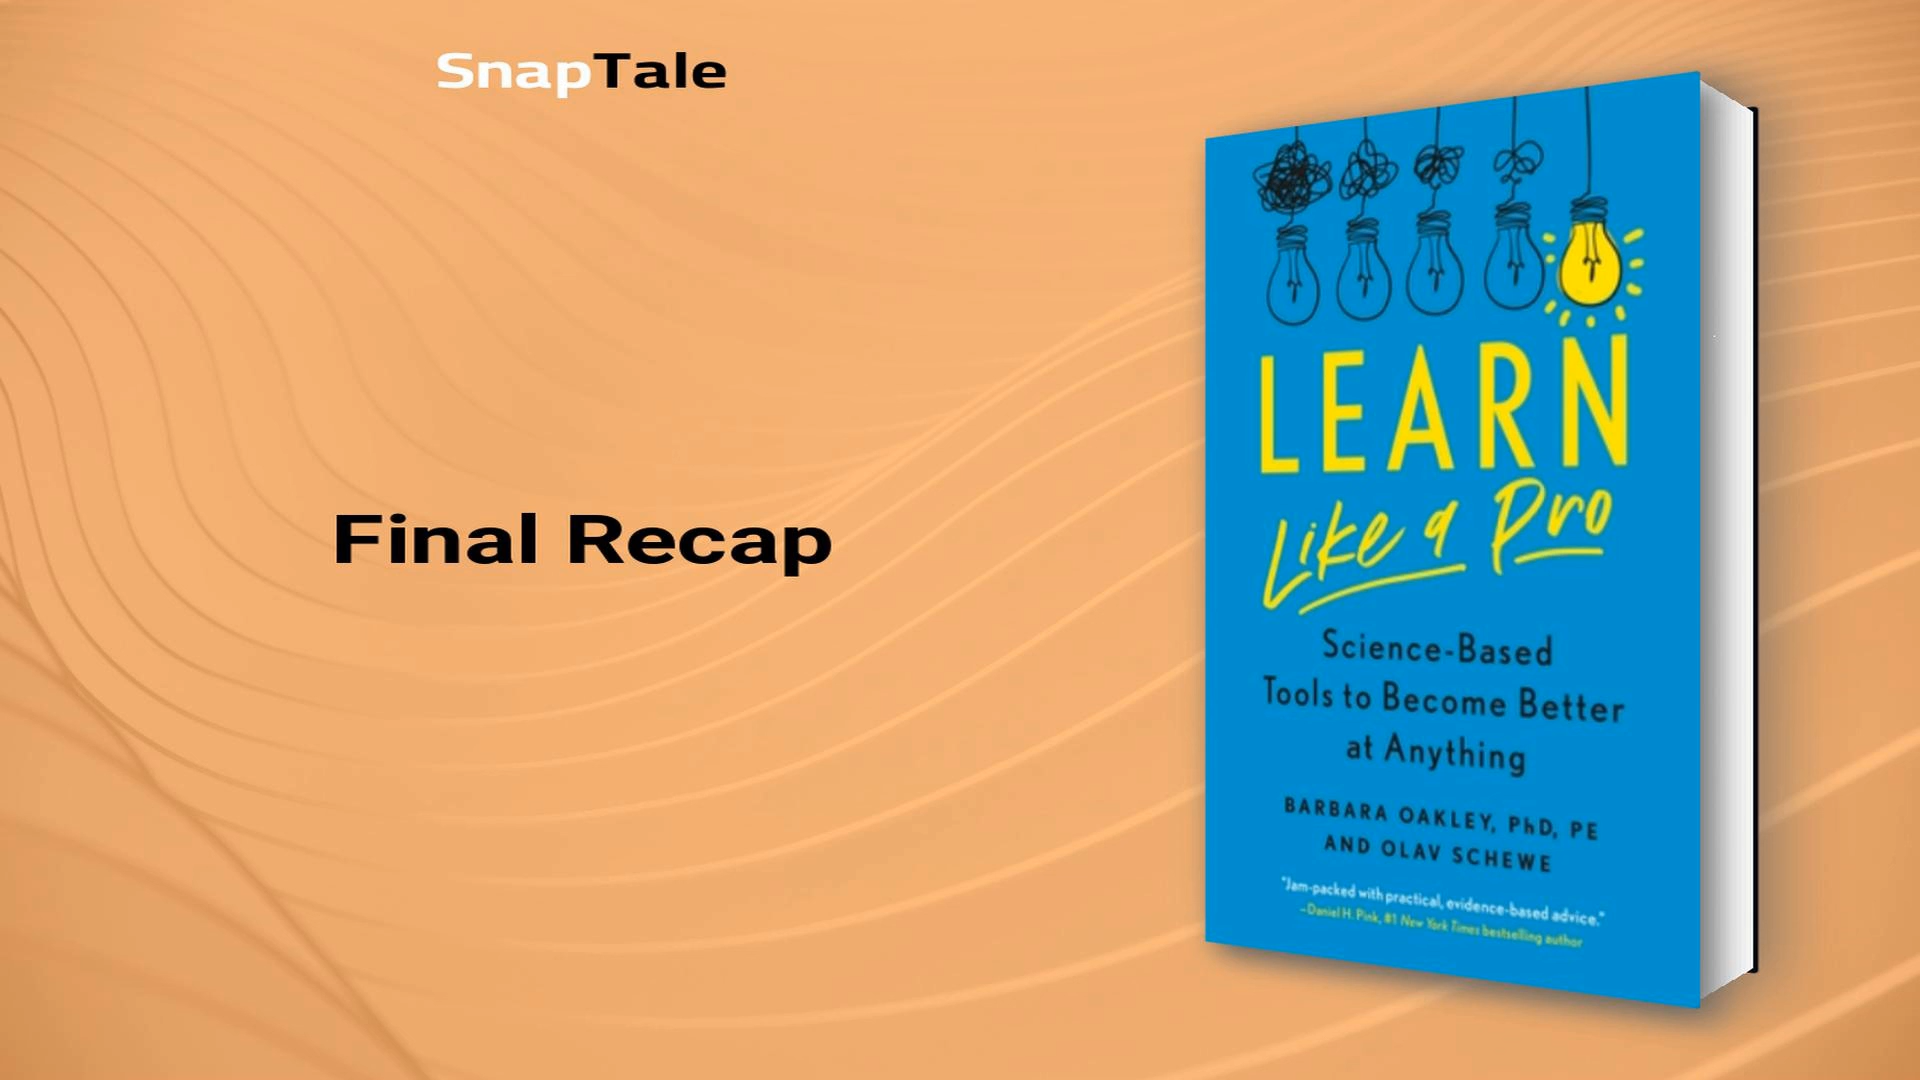 SnapTale
Final Recap
LEARN
Like a Pro
Science-Based
Tools to Become Better
at Anything
BARBARA OAKLEY, PhD, PE
AND OLAV SCHEWE
"Jam-packed with practical, evidence-based advice."
—Daniel H. Pink, #1 New York Times bestselling author